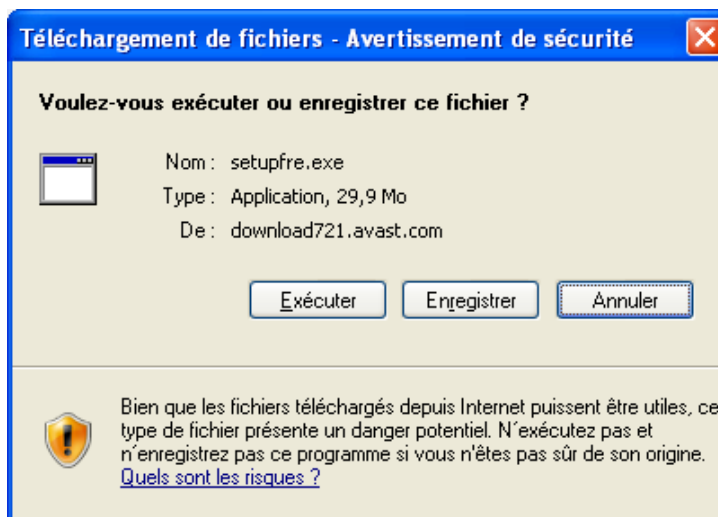 Téléchargement de fichiers - Avertissement de sécurité
Voulez-vous exécuter ou enregistrer ce fichier ?
Nom : setupfre.exe
Type : Application, 29,9 Mo
De : download721.avast.com
Exécuter Enregistrer Annuler
Bien que les fichiers téléchargés depuis Internet puissent être utiles, ce
type de fichier présente un danger potentiel. N´exécutez pas et
n´enregistrez pas ce programme si vous n'êtes pas sûr de son origine.
Quels sont les risques ?